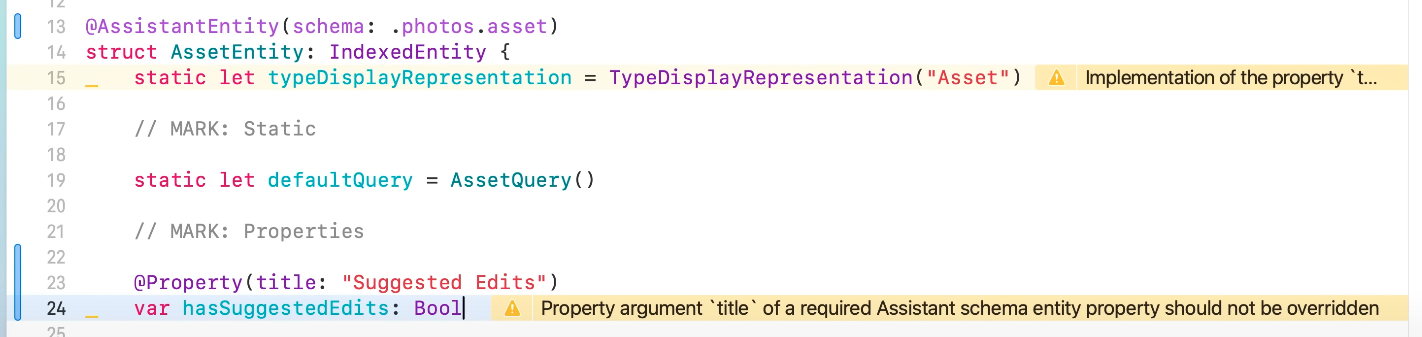 12
13 @AssistantEntity(schema: .photos.asset)
14 struct AssetEntity: IndexedEntity {
15 static let typeDisplayRepresentation = TypeDisplayRepresentation("Asset") Implementation of the property `t...
16
17 // MARK: Static
18
19 static let defaultQuery = AssetQuery()
20
21 // MARK: Properties
22
23 @Property(title: "Suggested Edits")
24 var hasSuggestedEdits: Bool Property argument `title` of a required Assistant schema entity property should not be overridden
25